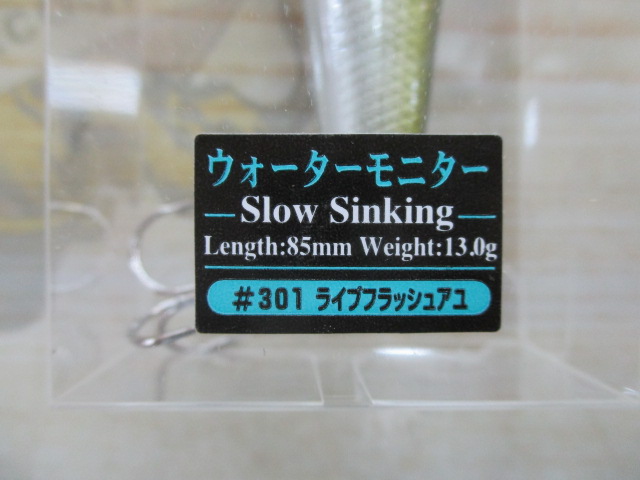 ウォーターモニター
Slow Sinking
Length:85mm Weight:13.0g
#301 ライブフラッシュアユ